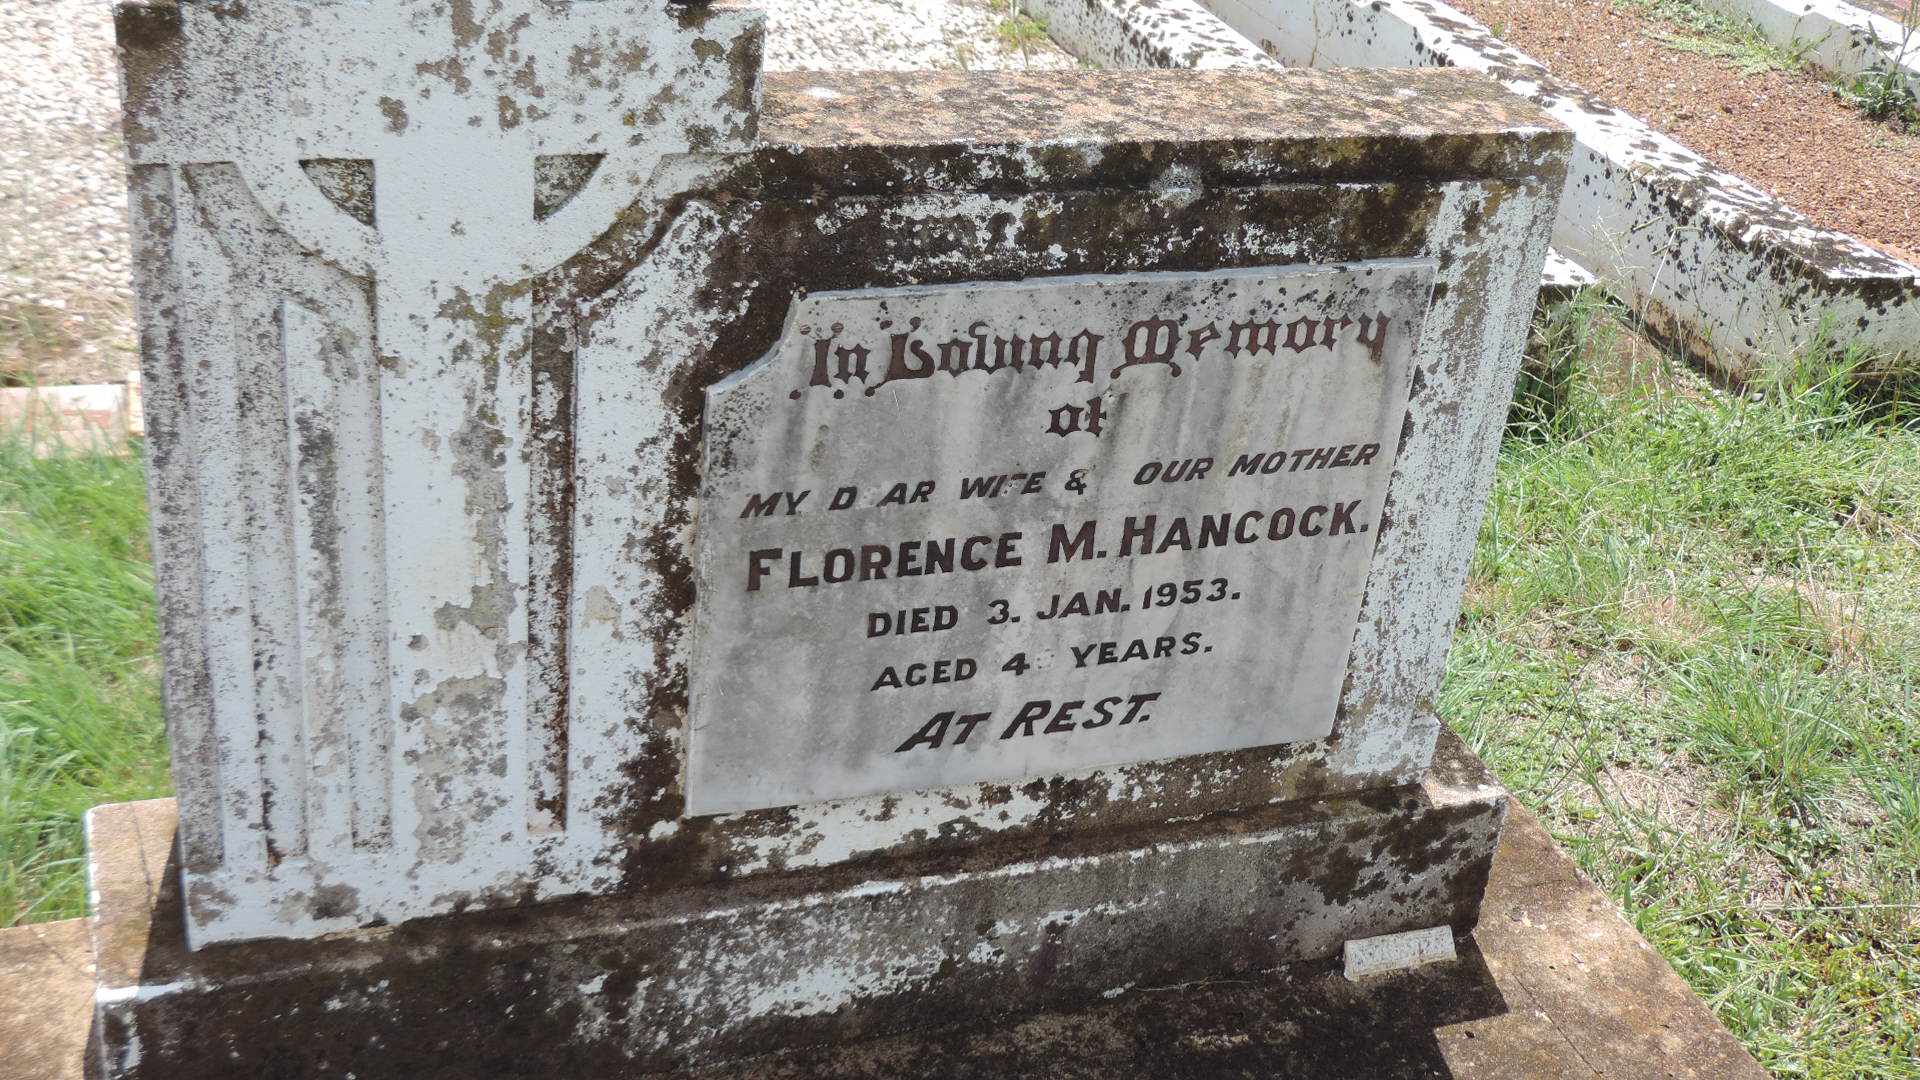 In Loving Memory
of
MY D AR WIFE & OUR MOTHER
FLORENCE M. HANCOCK.
DIED 3. JAN. 1953.
AGED 4 YEARS.
AT REST.